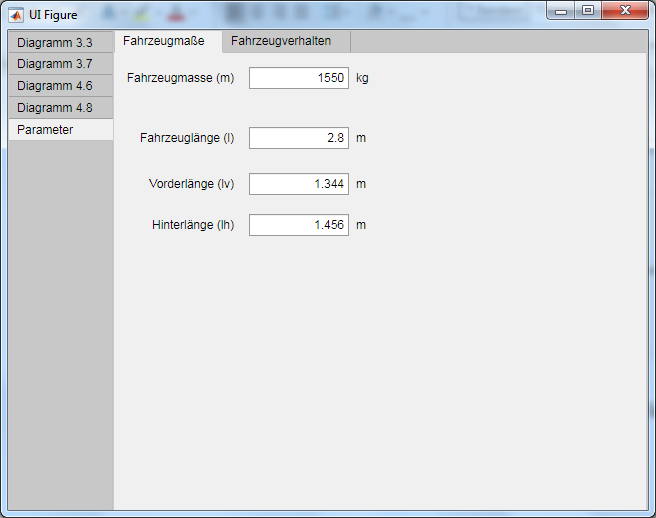 UI Figure
Diagramm 3.3
Diagramm 3.7
Diagramm 4.6
Diagramm 4.8
Parameter
Fahrzeugmaße Fahrzeugverhalten
Fahrzeugmasse (m) 1550 kg
Fahrzeuglänge (l) 2.8 m
Vorderlänge (lv) 1.344 m
Hinterlänge (lh) 1.456 m